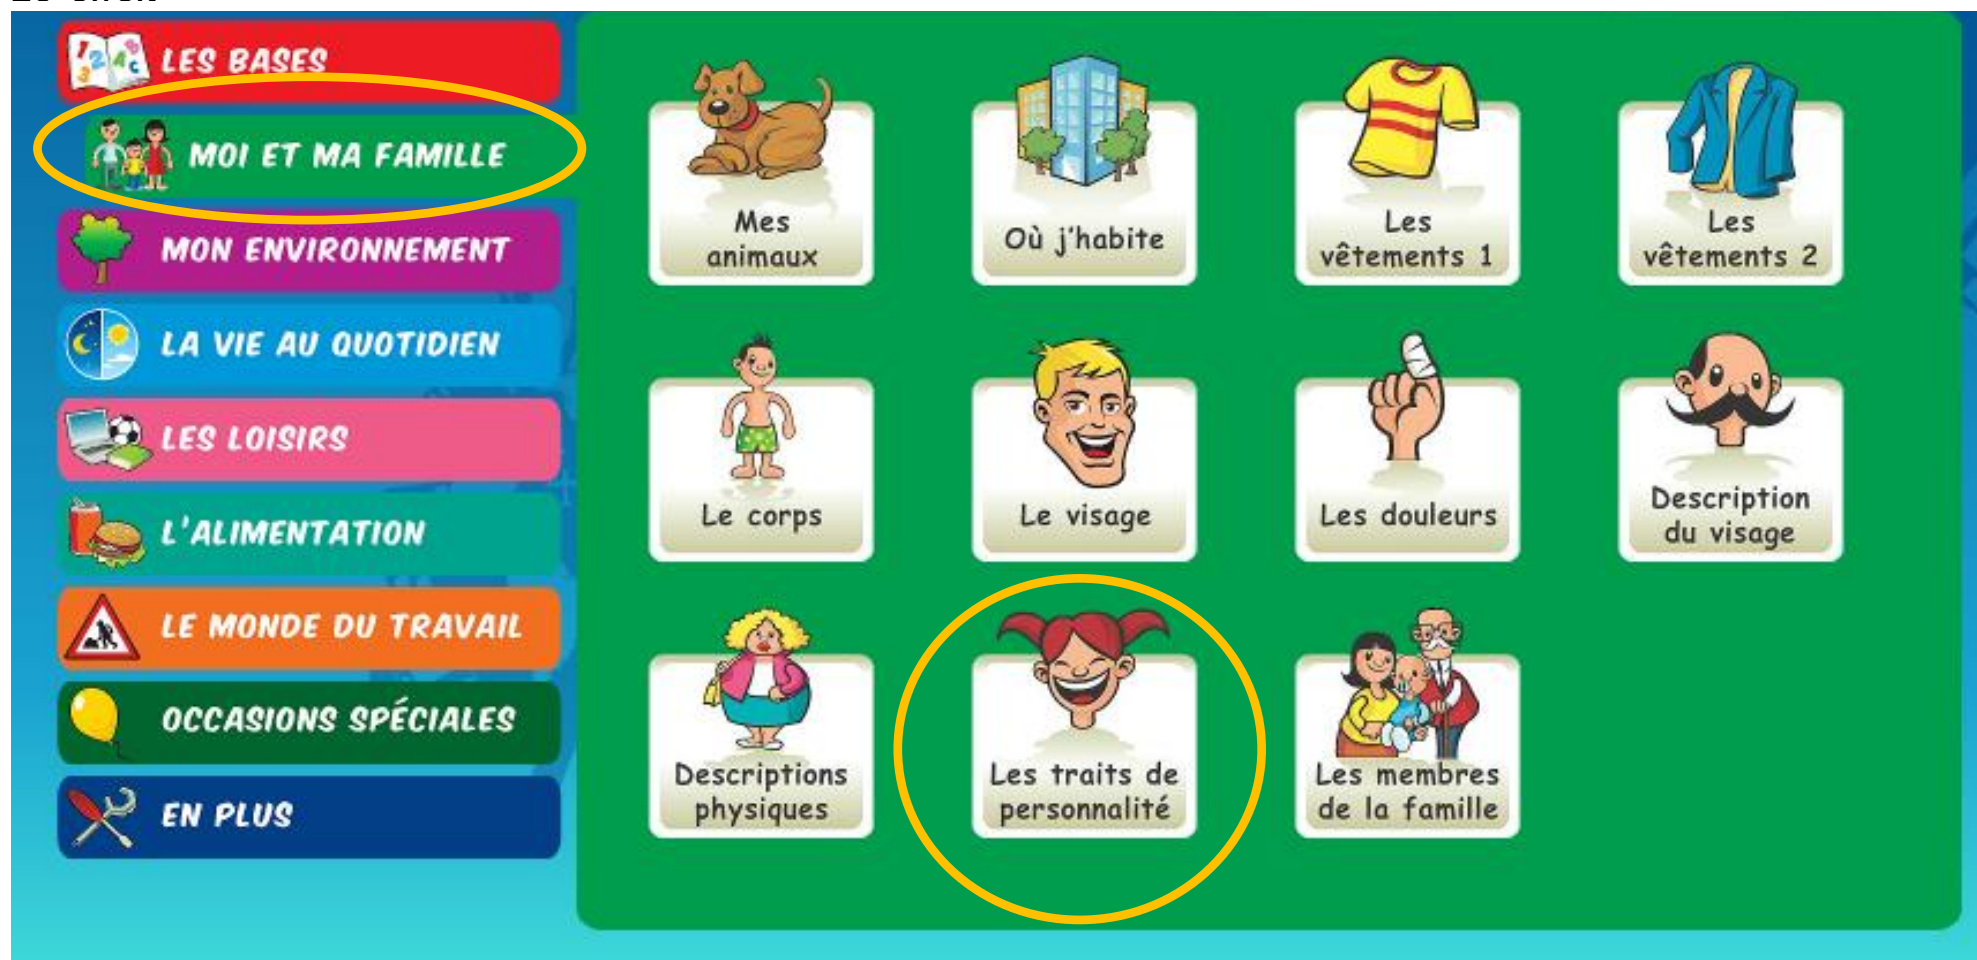 LES BASES
MOI ET MA FAMILLE
MON ENVIRONNEMENT
LA VIE AU QUOTIDIEN
LES LOISIRS
L'ALIMENTATION
LE MONDE DU TRAVAIL
OCCASIONS SPÉCIALES
EN PLUS
Mes
animaux
Où j'habite
Les
vêtements 1
Les
vêtements 2
Le corps
Le visage
Les douleurs
Description
du visage
Descriptions
physiques
Les traits de
personnalité
Les membres
de la famille